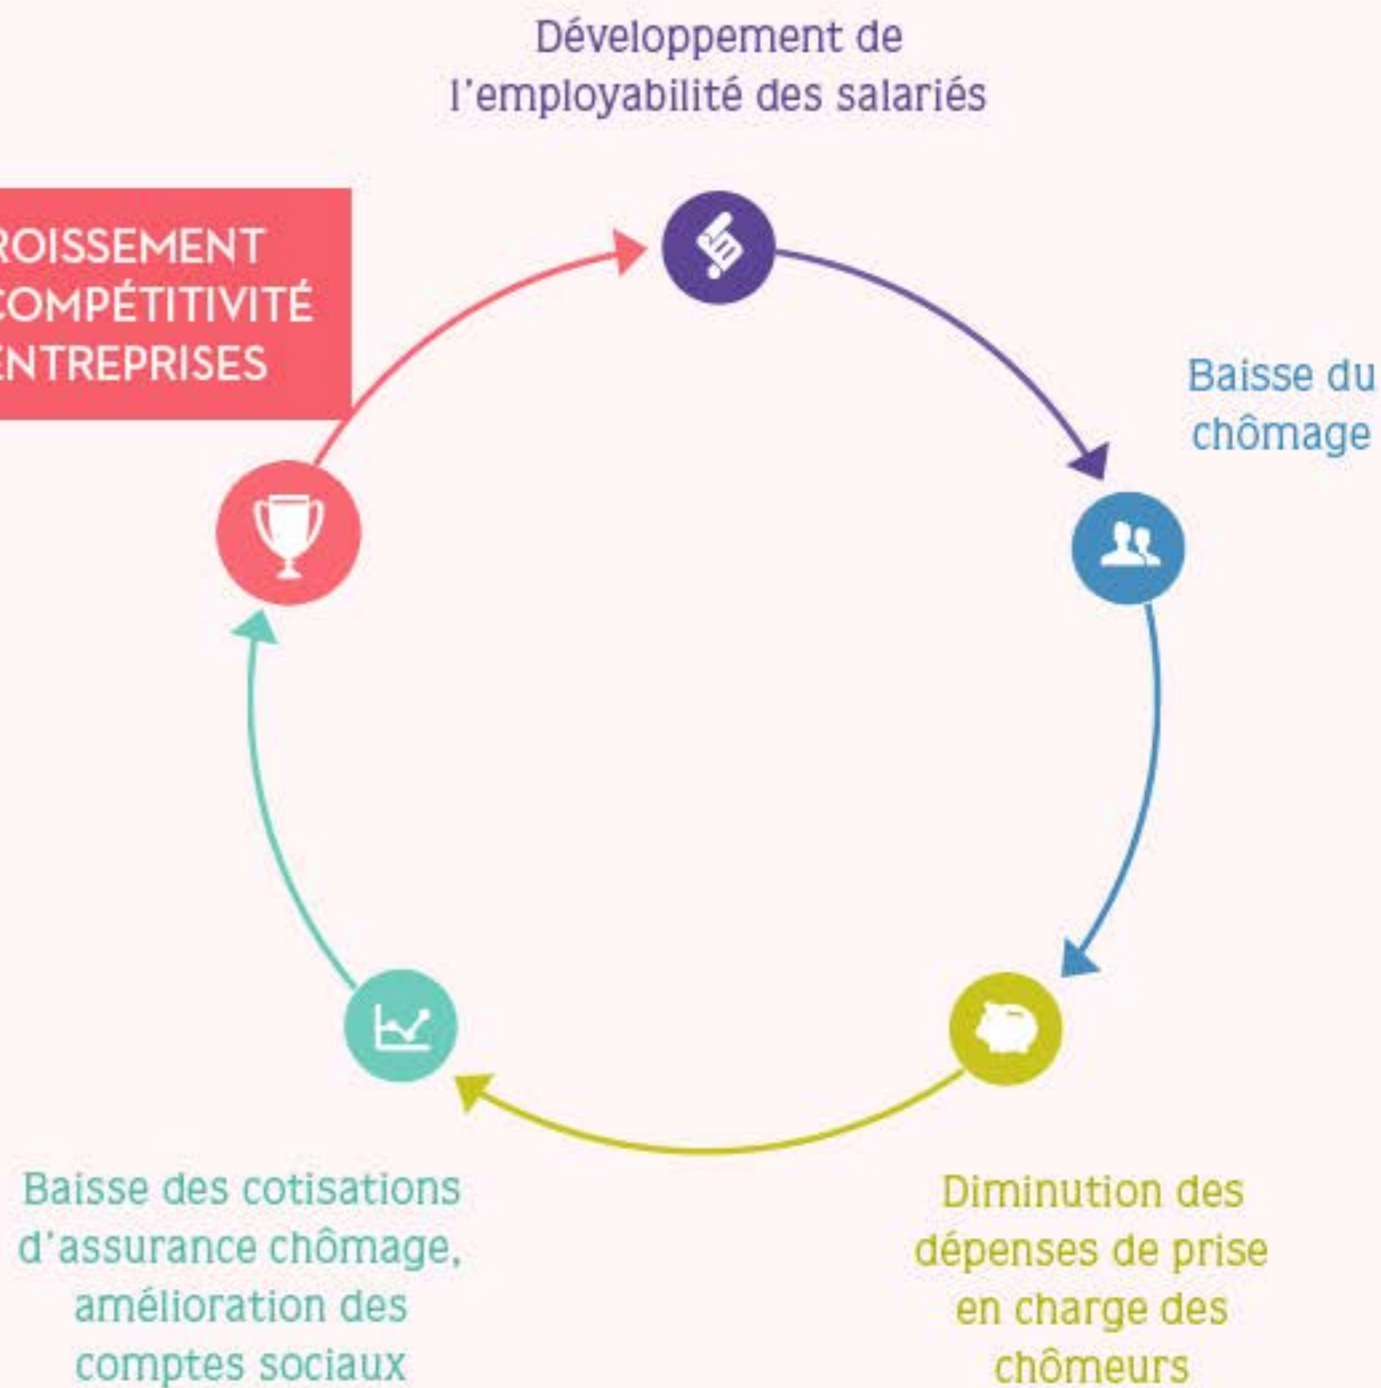 Développement de
l'employabilité des salariés
ROISSEMENT
COMPÉTITIVITÉ
ENTREPRISES
Baisse du
chômage
Baisse des cotisations
d'assurance chômage,
amélioration des
comptes sociaux
Diminution des
dépenses de prise
en charge des
chômeurs